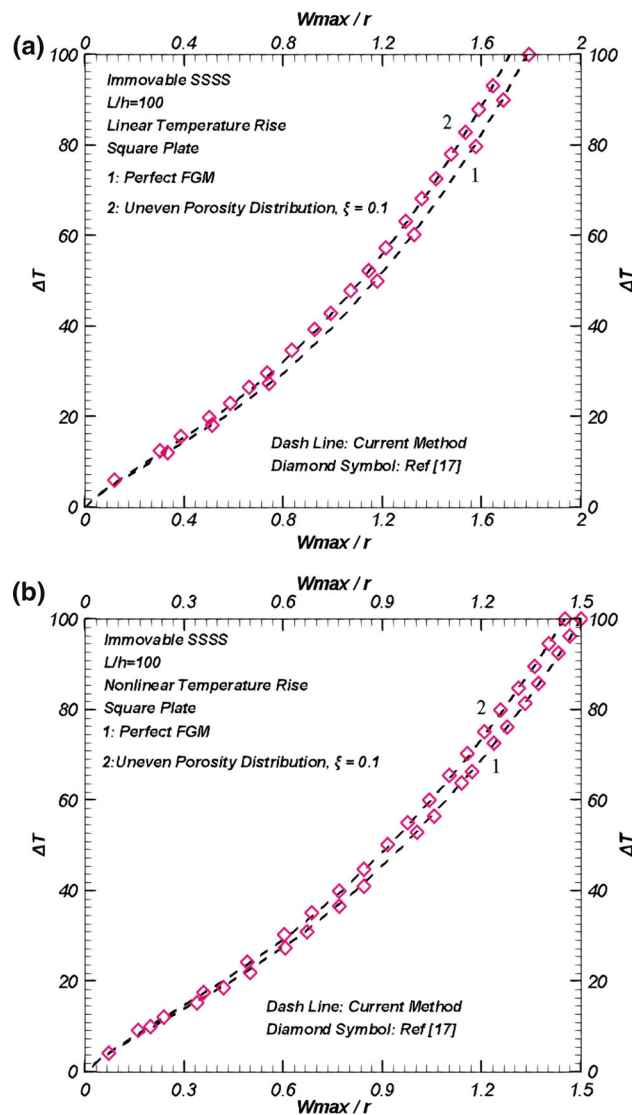 (a)
Wmax / r
0 0.4 0.8 1.2 1.6 2
100 100
Immovable SSSS
L/h=100
Linear Temperature Rise
Square Plate
1: Perfect FGM
2: Uneven Porosity Distribution, ξ = 0.1
2
1
80 80
60 60
ΔT ΔT
40 40
20 20
Dash Line: Current Method
Diamond Symbol: Ref [17]
0 0
0 0.4 0.8 1.2 1.6 2
Wmax / r
(b)
Wmax / r
0 0.3 0.6 0.9 1.2 1.5
100 100
Immovable SSSS
L/h=100
Nonlinear Temperature Rise
Square Plate
1: Perfect FGM
2:Uneven Porosity Distribution, ξ = 0.1
2
1
80 80
60 60
ΔT ΔT
40 40
20 20
Dash Line: Current Method
Diamond Symbol: Ref [17]
0 0
0 0.3 0.6 0.9 1.2 1.5
Wmax / r